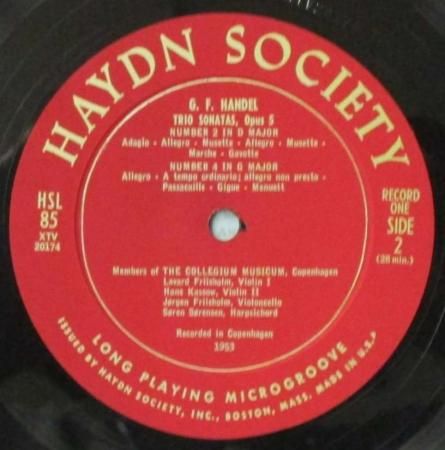 HAYDN SOCIETY
G. F. HANDEL
TRIO SONATAS, Opus 5
NUMBER 2 IN D MAJOR
Adagio - Allegro - Musette - Allegro - Musette -
Marche - Gavotte
NUMBER 4 IN G MAJOR
Allegro - A tempo ordinario; allegro non presto -
Passacaille - Gigue - Menuett
HSL
85
XTV
20174
RECORD
ONE
SIDE
2
(28 min.)
Members of THE COLLEGIUM MUSICUM, Copenhagen
Lavard Friisholm, Violin I
Hans Kassow, Violin II
Jørgen Friisholm, Violoncello
Søren Sørensen, Harpsichord
Recorded in Copenhagen
1953
LONG PLAYING MICROGROOVE
ISSUED BY HAYDN SOCIETY, INC., BOSTON, MASS. MADE IN U.S.A